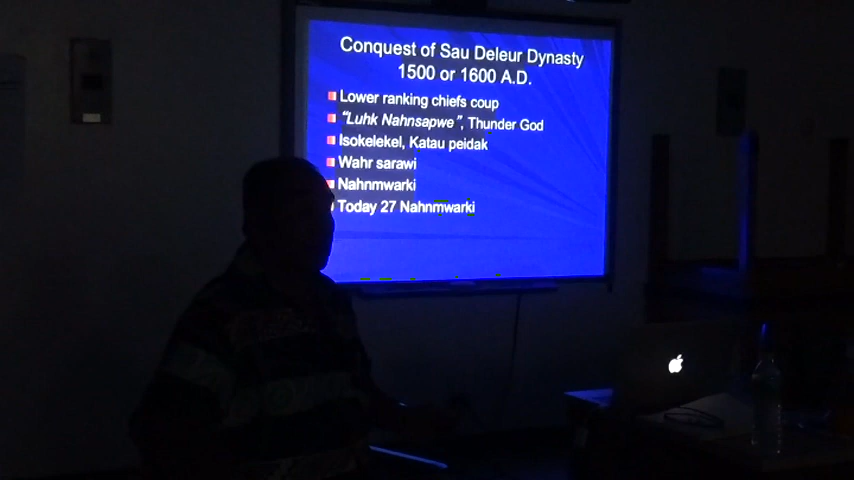 Conquest of Sau Deleur Dynasty
1500 or 1600 A.D.
Lower ranking chiefs coup
“Luhk Nahnsapwe”, Thunder God
Isokelekel, Katau peidak
Wahr sarawi
Nahnmwarki
Today 27 Nahnmwarki